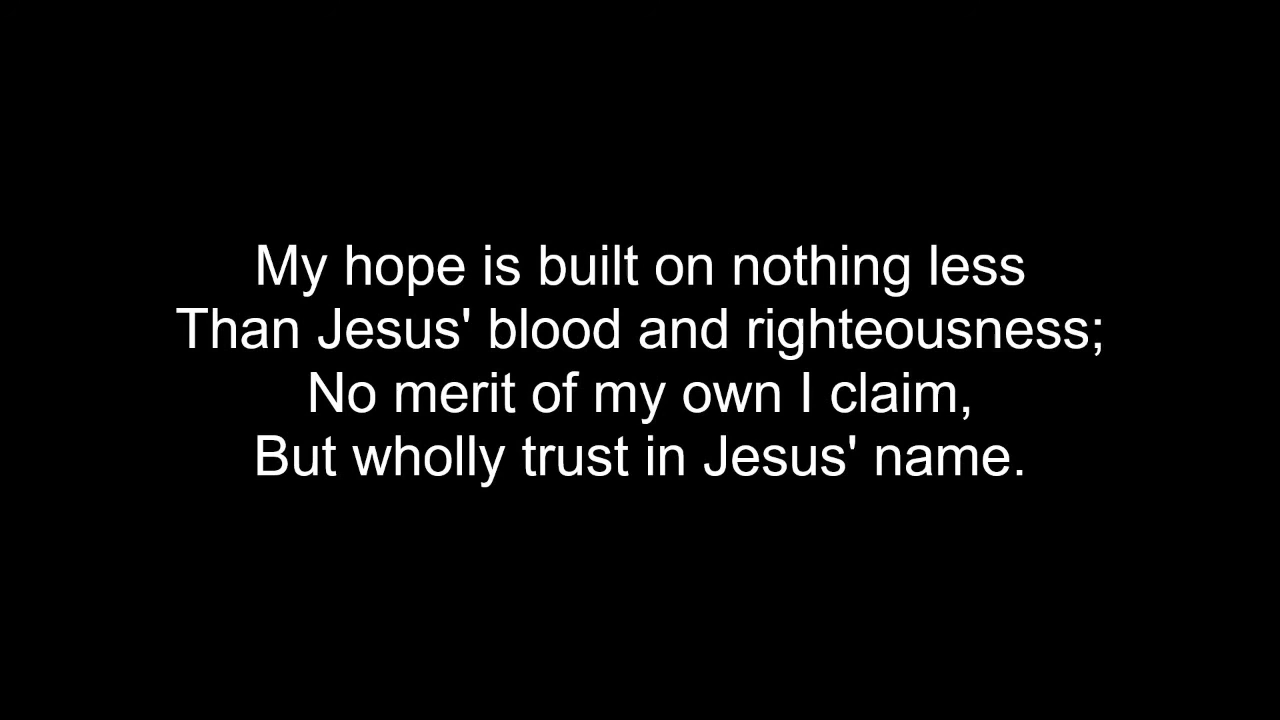 My hope is built on nothing less
Than Jesus' blood and righteousness;
No merit of my own I claim,
But wholly trust in Jesus' name.